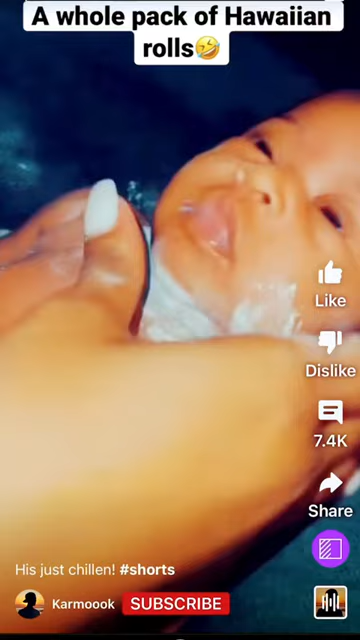 A whole pack of Hawaiian
rolls🤣
Like
Dislike
7.4K
Share
His just chillen! #shorts
Karmoook SUBSCRIBE